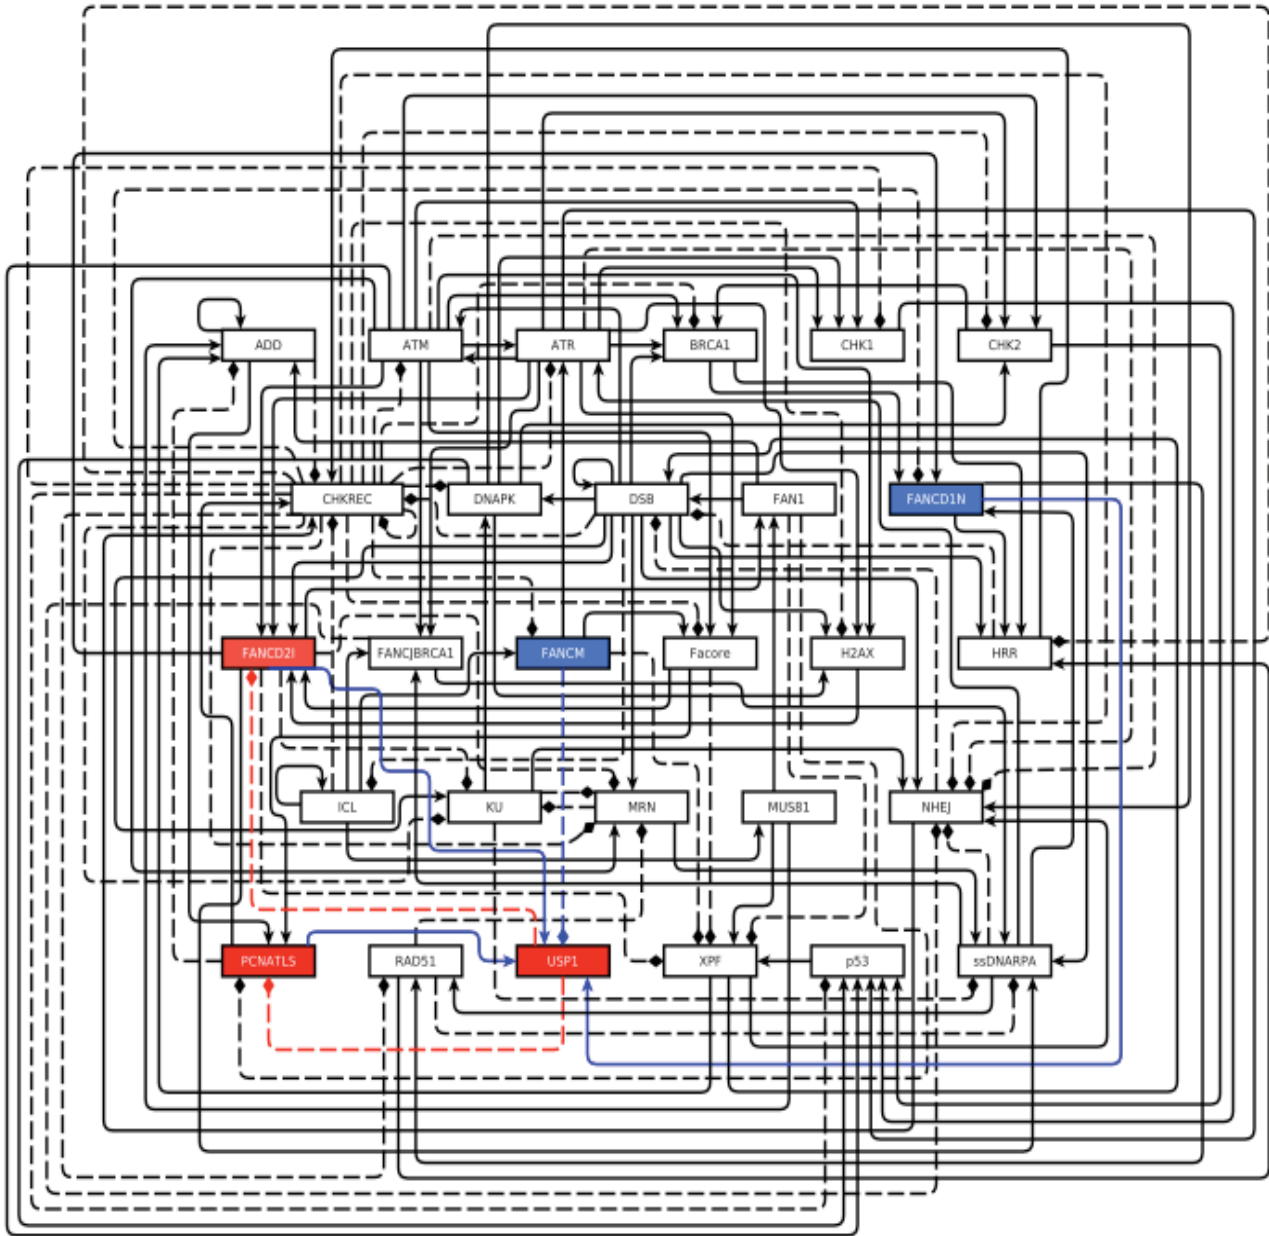 ADD ATM ATR BRCA1 CHK1 CHK2
CHKREC DNAPK DSB FAN1 FANCD1N
FANCD2I FANCJBRCA1 FANCM Facore H2AX HRR
ICL KU MRN MUS81 NHEJ
PCNATLS RAD51 USP1 XPF p53 ssDNARPA